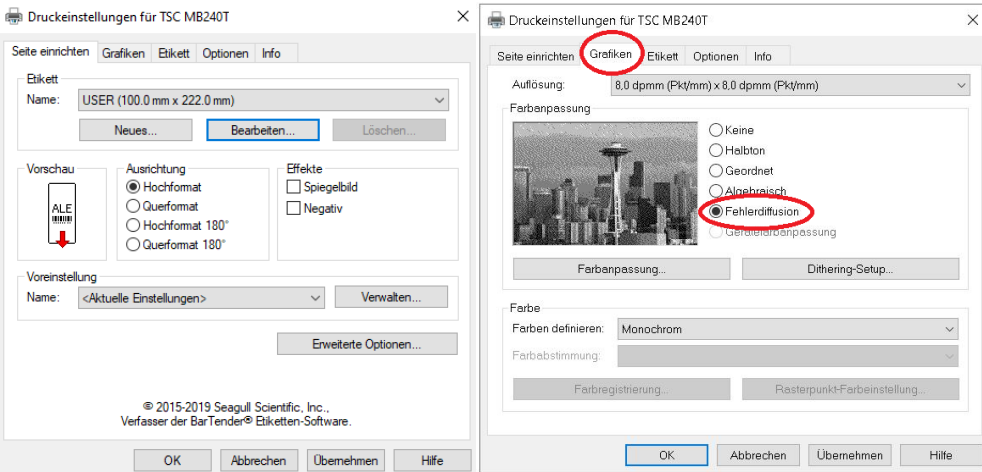 Druckeinstellungen für TSC MB240T
Seite einrichten Grafiken Etikett Optionen Info
Etikett
Name: USER (100.0 mm x 222.0 mm)
Neues... Bearbeiten... Löschen...
Vorschau
ALE
Ausrichtung
Hochformat
Querformat
Hochformat 180°
Querformat 180°
Effekte
Spiegelbild
Negativ
Voreinstellung
Name: <Aktuelle Einstellungen> Verwalten...
Erweiterte Optionen...
© 2015-2019 Seagull Scientific, Inc.,
Verfasser der BarTender® Etiketten-Software.
OK Abbrechen Übernehmen Hilfe
Druckeinstellungen für TSC MB240T
Seite einrichten Grafiken Etikett Optionen Info
Auflösung: 8,0 dpmm (Pkt/mm) x 8,0 dpmm (Pkt/mm)
Farbanpassung
Keine
Halbton
Geordnet
Algebraisch
Fehlerdiffusion
Gerätefarbanpassung
Farbanpassung... Dithering-Setup...
Farbe
Farben definieren: Monochrom
Farbabstimmung:
Farbregistrierung... Rasterpunkt-Farbeinstellung...
OK Abbrechen Übernehmen Hilfe